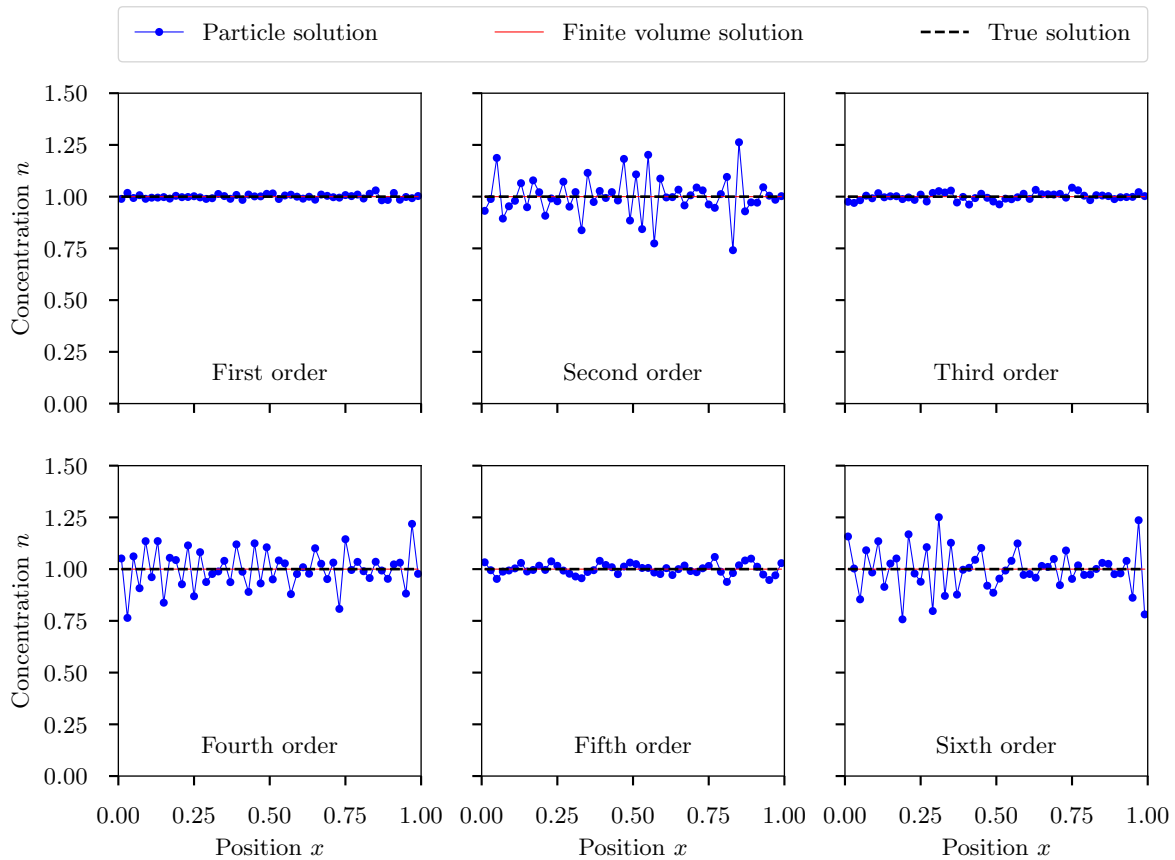 Particle solution Finite volume solution True solution
1.50
1.25
1.00
0.75
0.50
0.25
0.00
Concentration n
First order
Second order
Third order
1.50
1.25
1.00
0.75
0.50
0.25
0.00
Concentration n
Fourth order
Fifth order
Sixth order
0.00 0.25 0.50 0.75 1.00
0.00 0.25 0.50 0.75 1.00
0.00 0.25 0.50 0.75 1.00
Position x
Position x
Position x